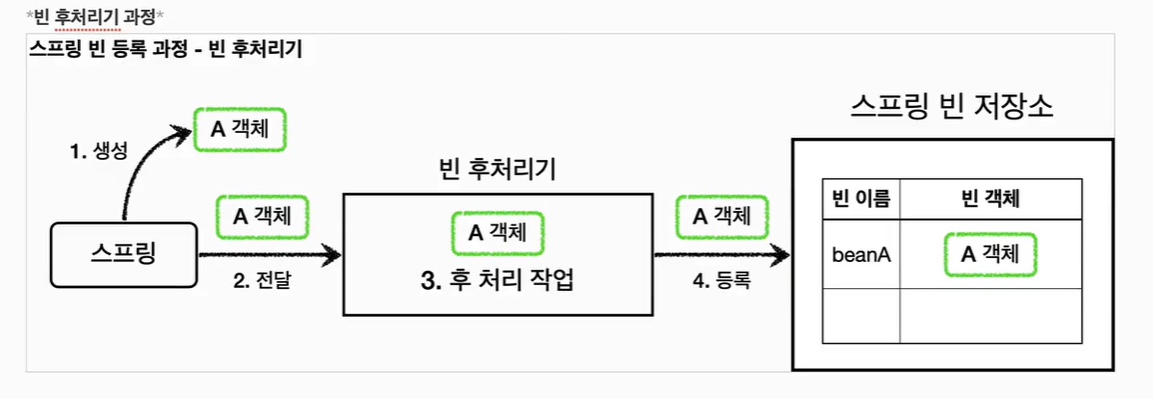 *빈 후처리기 과정*
스프링 빈 등록 과정 - 빈 후처리기
스프링 빈 저장소
A 객체
1. 생성
빈 후처리기
빈 이름
빈 객체
A 객체
A 객체
A 객체
스프링
beanA
A 객체
2. 전달
3. 후 처리 작업
4. 등록